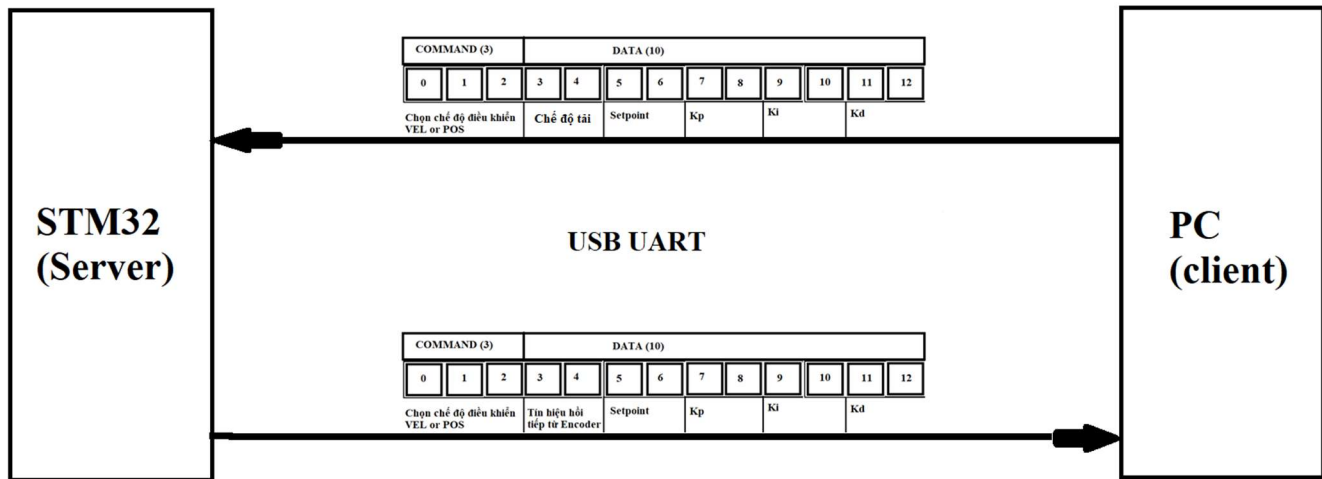 COMMAND (3) DATA (10)
0 1 2 3 4 5 6 7 8 9 10 11 12
Chọn chế độ điều khiển
VEL or POS
Chế độ tải
Setpoint
Kp
Ki
Kd
STM32
(Server)
USB UART
PC
(client)
COMMAND (3) DATA (10)
0 1 2 3 4 5 6 7 8 9 10 11 12
Chọn chế độ điều khiển
VEL or POS
Tín hiệu hồi
tiếp từ Encoder
Setpoint
Kp
Ki
Kd